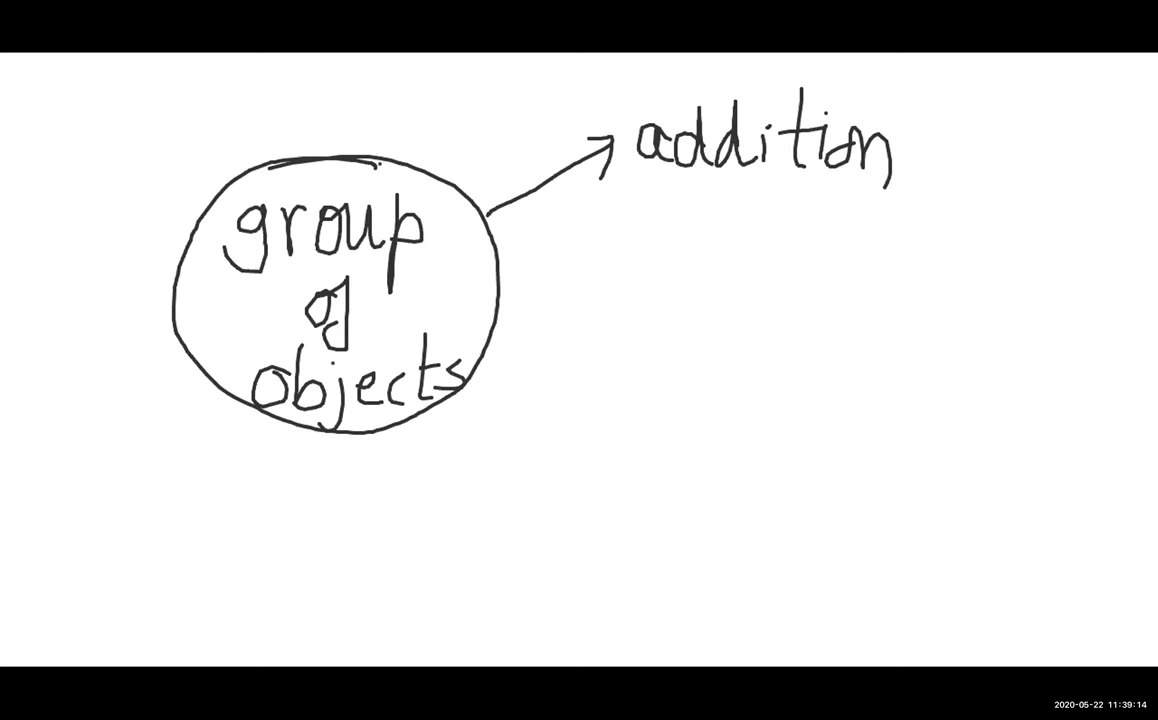 group
of
objects
addition
2020-05-22 11:39:14